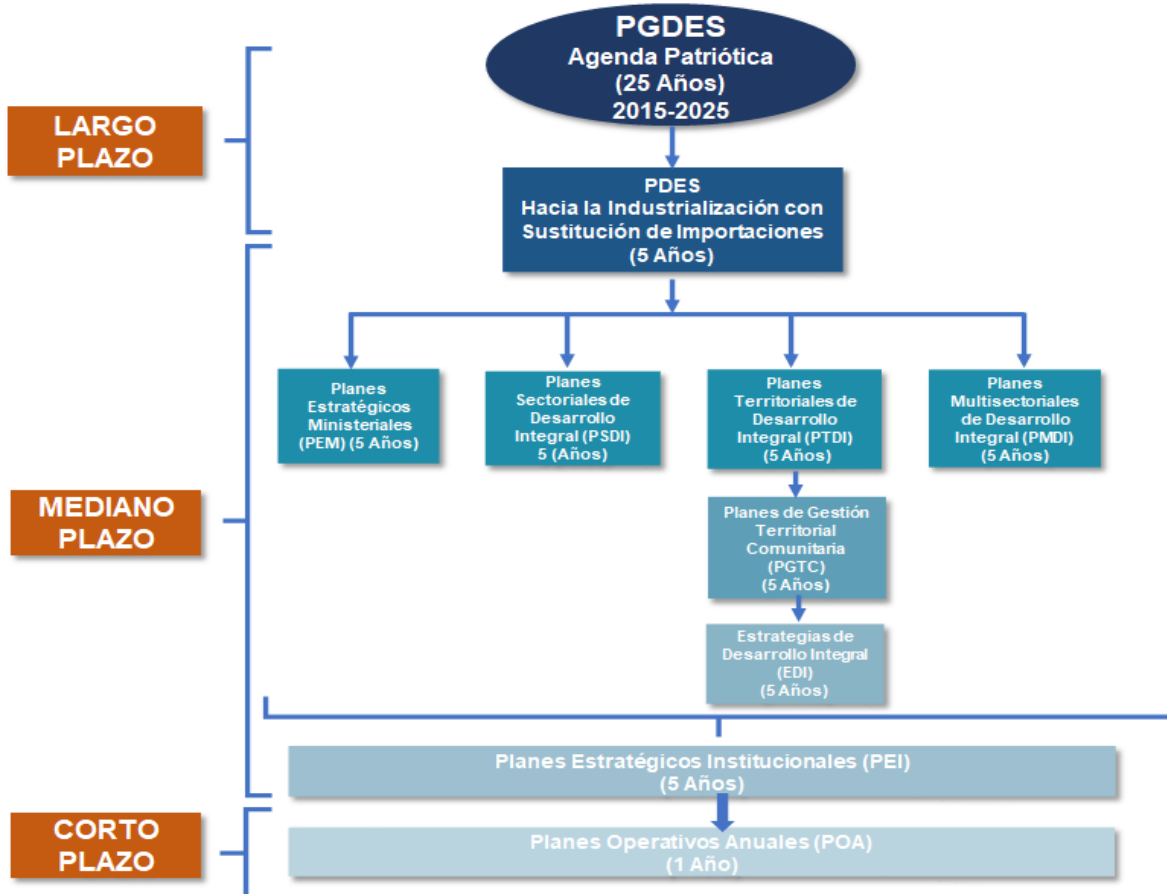 PGDES
Agenda Patriótica
(25 Años)
2015-2025
LARGO
PLAZO
PDES
Hacia la Industrialización con
Sustitución de Importaciones
(5 Años)
Planes
Estratégicos
Ministeriales
(PEM) (5 Años)
Planes
Sectoriales de
Desarrollo
Integral (PSDI)
5 (Años)
Planes
Territoriales de
Desarrollo
Integral (PTDI)
(5 Años)
Planes
Multisectoriales
de Desarrollo
Integral (PMDI)
(5 Años)
MEDIANO
PLAZO
Planes de Gestión
Territorial
Comunitaria
(PGTC)
(5 Años)
Estrategias de
Desarrollo Integral
(EDI)
(5 Años)
Planes Estratégicos Institucionales (PEI)
(5 Años)
CORTO
PLAZO
Planes Operativos Anuales (POA)
(1 Año)